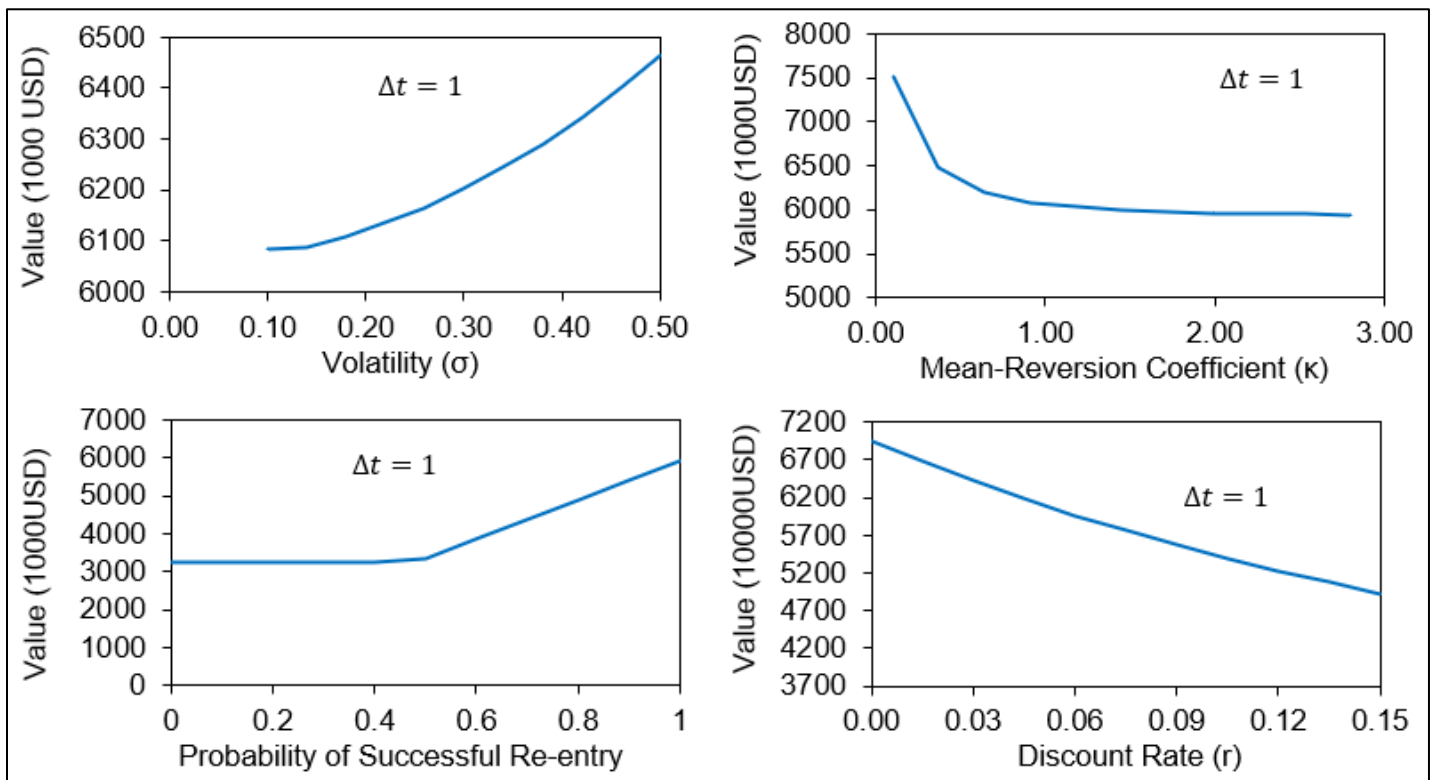 Value (1000 USD)
6500
6400
6300
6200
6100
6000
Δt = 1
0.00 0.10 0.20 0.30 0.40 0.50
Volatility (σ)
Value (1000USD)
8000
7500
7000
6500
6000
5500
5000
Δt = 1
0.00 1.00 2.00 3.00
Mean-Reversion Coefficient (κ)
Value (1000USD)
7000
6000
5000
4000
3000
2000
1000
0
Δt = 1
0 0.2 0.4 0.6 0.8 1
Probability of Successful Re-entry
Value (10000USD)
7200
6700
6200
5700
5200
4700
4200
3700
Δt = 1
0.00 0.03 0.06 0.09 0.12 0.15
Discount Rate (r)